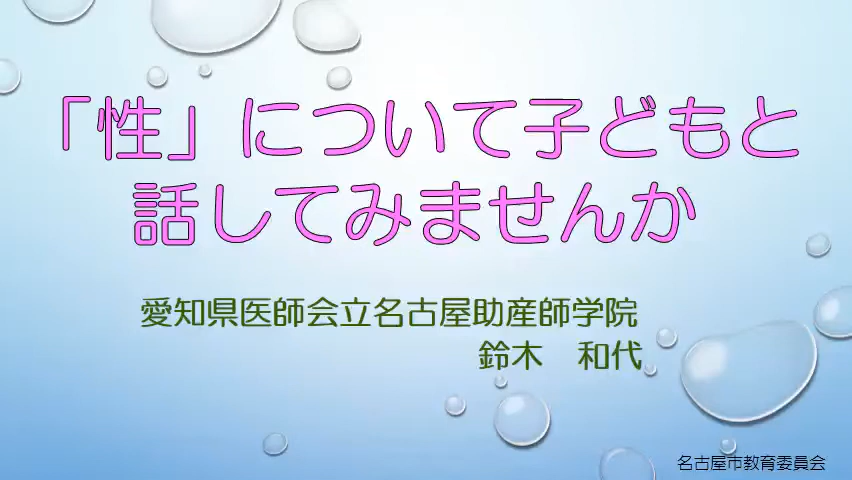 「性」について子どもと
話してみませんか
愛知県医師会立名古屋助産師学院
鈴木　和代
名古屋市教育委員会